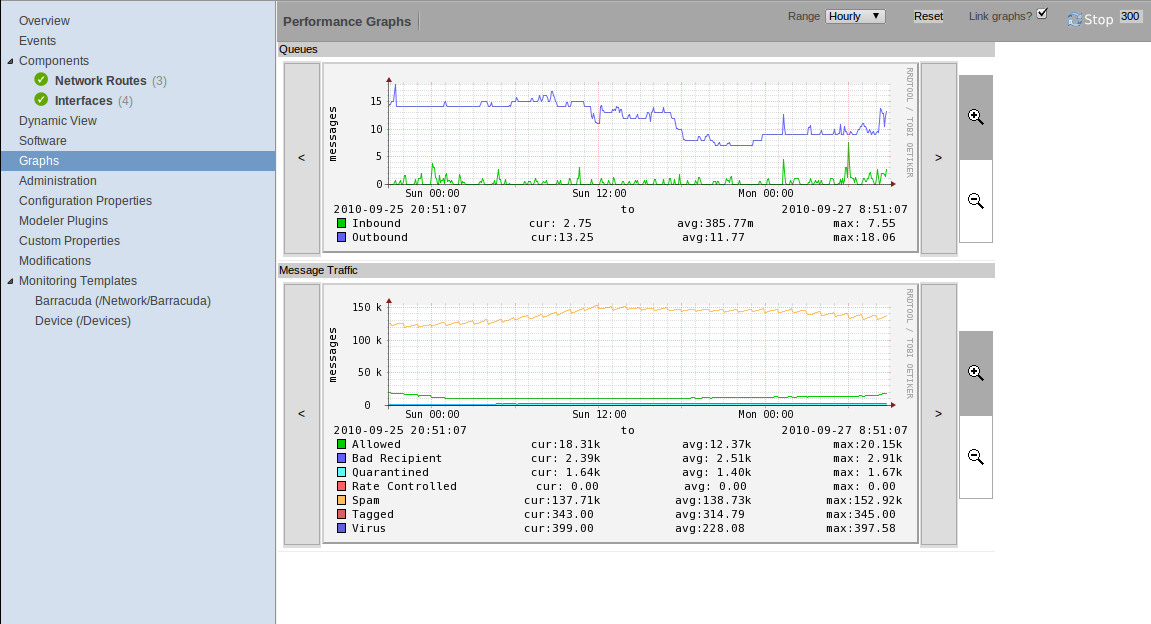 Overview
Events
Components
Network Routes (3)
Interfaces (4)
Dynamic View
Software
Graphs
Administration
Configuration Properties
Modeler Plugins
Custom Properties
Modifications
Monitoring Templates
Barracuda (/Network/Barracuda)
Device (/Devices)
Performance Graphs
Range Hourly ▼ Reset Link graphs? Stop 300
Queues
<
>
RRDTOOL / TOBI OETIKER
messages
15
10
5
0
Sun 00:00 Sun 12:00 Mon 00:00
2010-09-25 20:51:07 to 2010-09-27 8:51:07
Inbound cur: 2.75 avg:385.77m max: 7.55
Outbound cur:13.25 avg:11.77 max:18.06
Message Traffic
<
>
RRDTOOL / TOBI OETIKER
messages
150 k
100 k
50 k
0
Sun 00:00 Sun 12:00 Mon 00:00
2010-09-25 20:51:07 to 2010-09-27 8:51:07
Allowed cur:18.31k avg:12.37k max:20.15k
Bad Recipient cur: 2.39k avg: 2.51k max: 2.91k
Quarantined cur: 1.64k avg: 1.40k max: 1.67k
Rate Controlled cur: 0.00 avg: 0.00 max: 0.00
Spam cur:137.71k avg:138.73k max:152.92k
Tagged cur:343.00 avg:314.79 max:345.00
Virus cur:399.00 avg:228.08 max:397.58